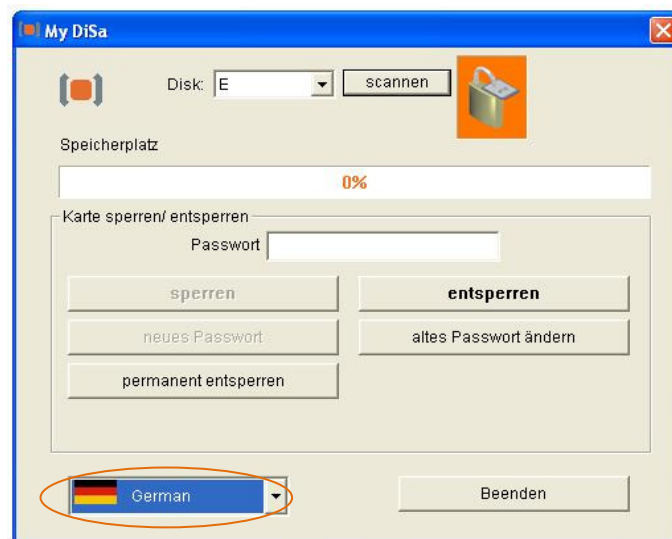 My DiSa
Disk: E scannen
Speicherplatz
0%
Karte sperren/ entsperren
Passwort
sperren entsperren
neues Passwort altes Passwort ändern
permanent entsperren
German Beenden